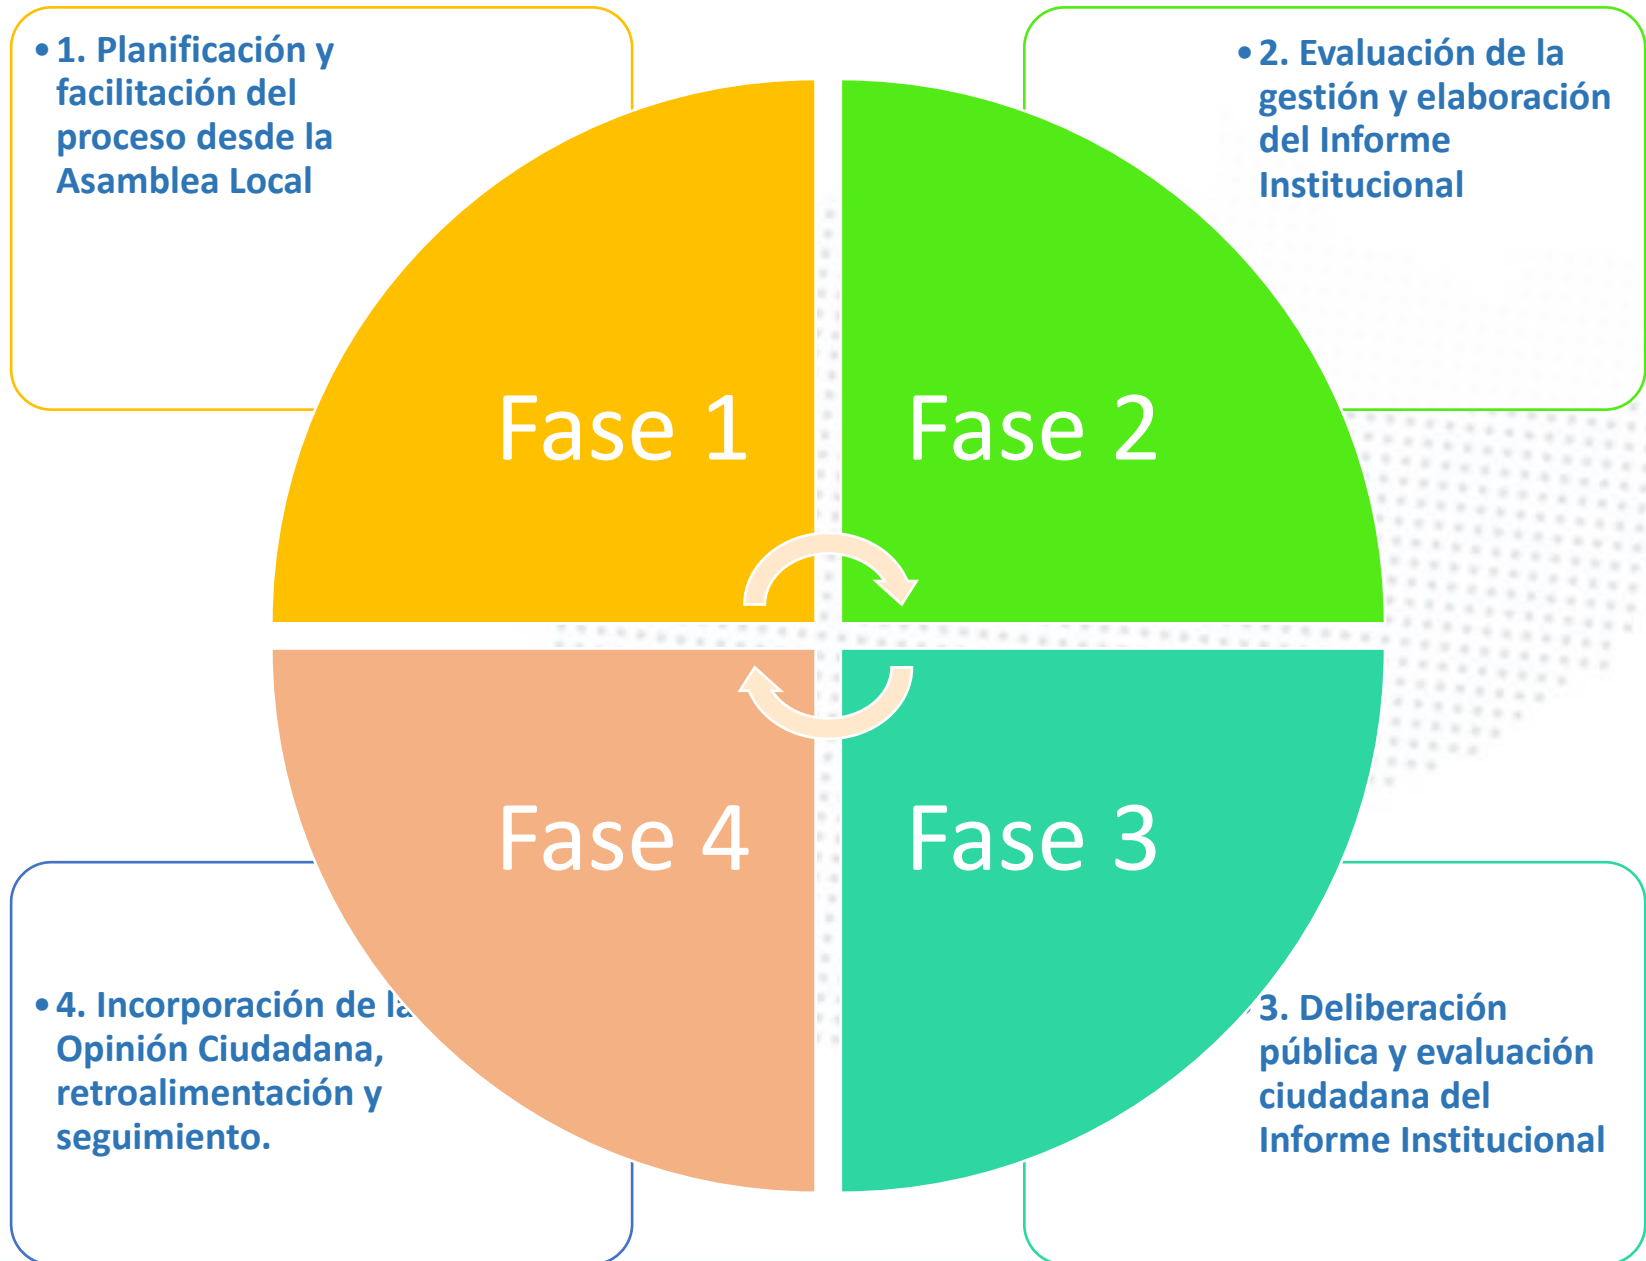 • 1. Planificación y
facilitación del
proceso desde la
Asamblea Local
• 2. Evaluación de la
gestión y elaboración
del Informe
Institucional
Fase 1
Fase 2
Fase 4
Fase 3
• 4. Incorporación de la
Opinión Ciudadana,
retroalimentación y
seguimiento.
• 3. Deliberación
pública y evaluación
ciudadana del
Informe Institucional